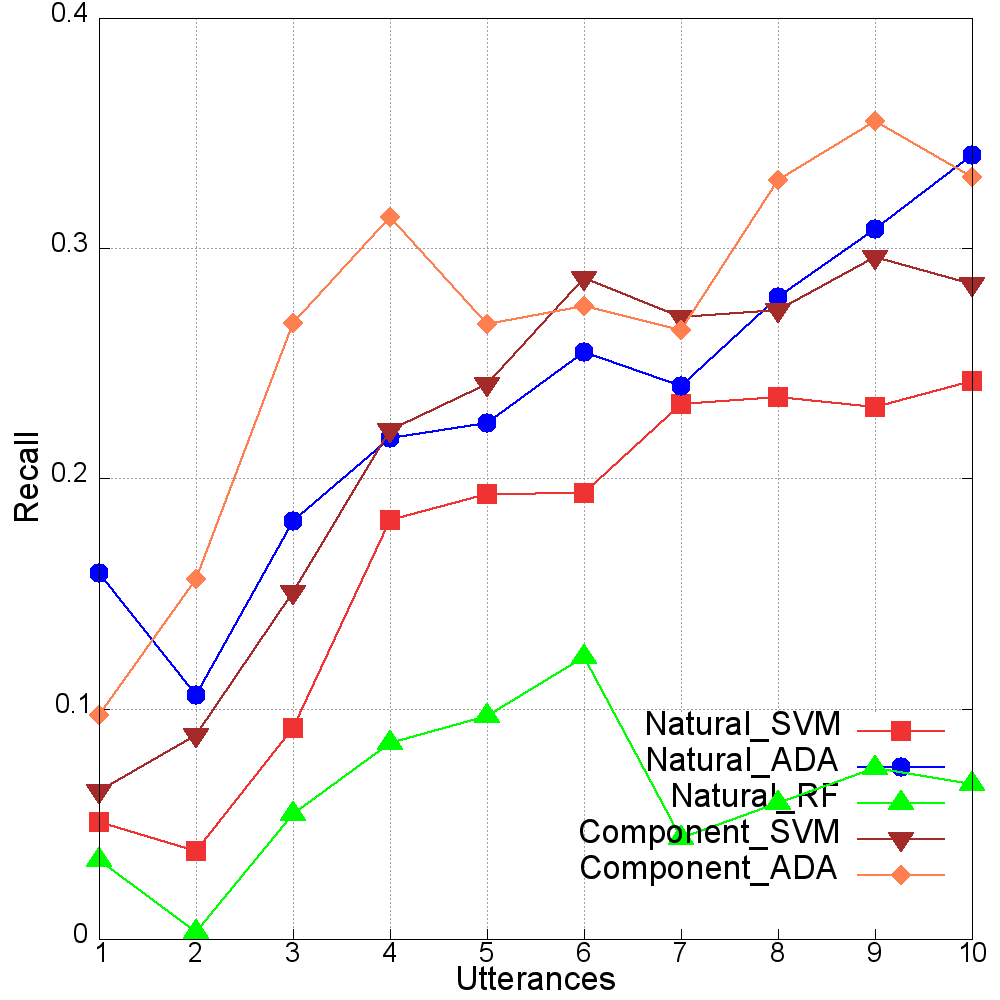 0.4
0.3
0.2
0.1
0
Recall
1 2 3 4 5 6 7 8 9 10
Utterances
Natural_SVM
Natural_ADA
Natural_RF
Component_SVM
Component_ADA